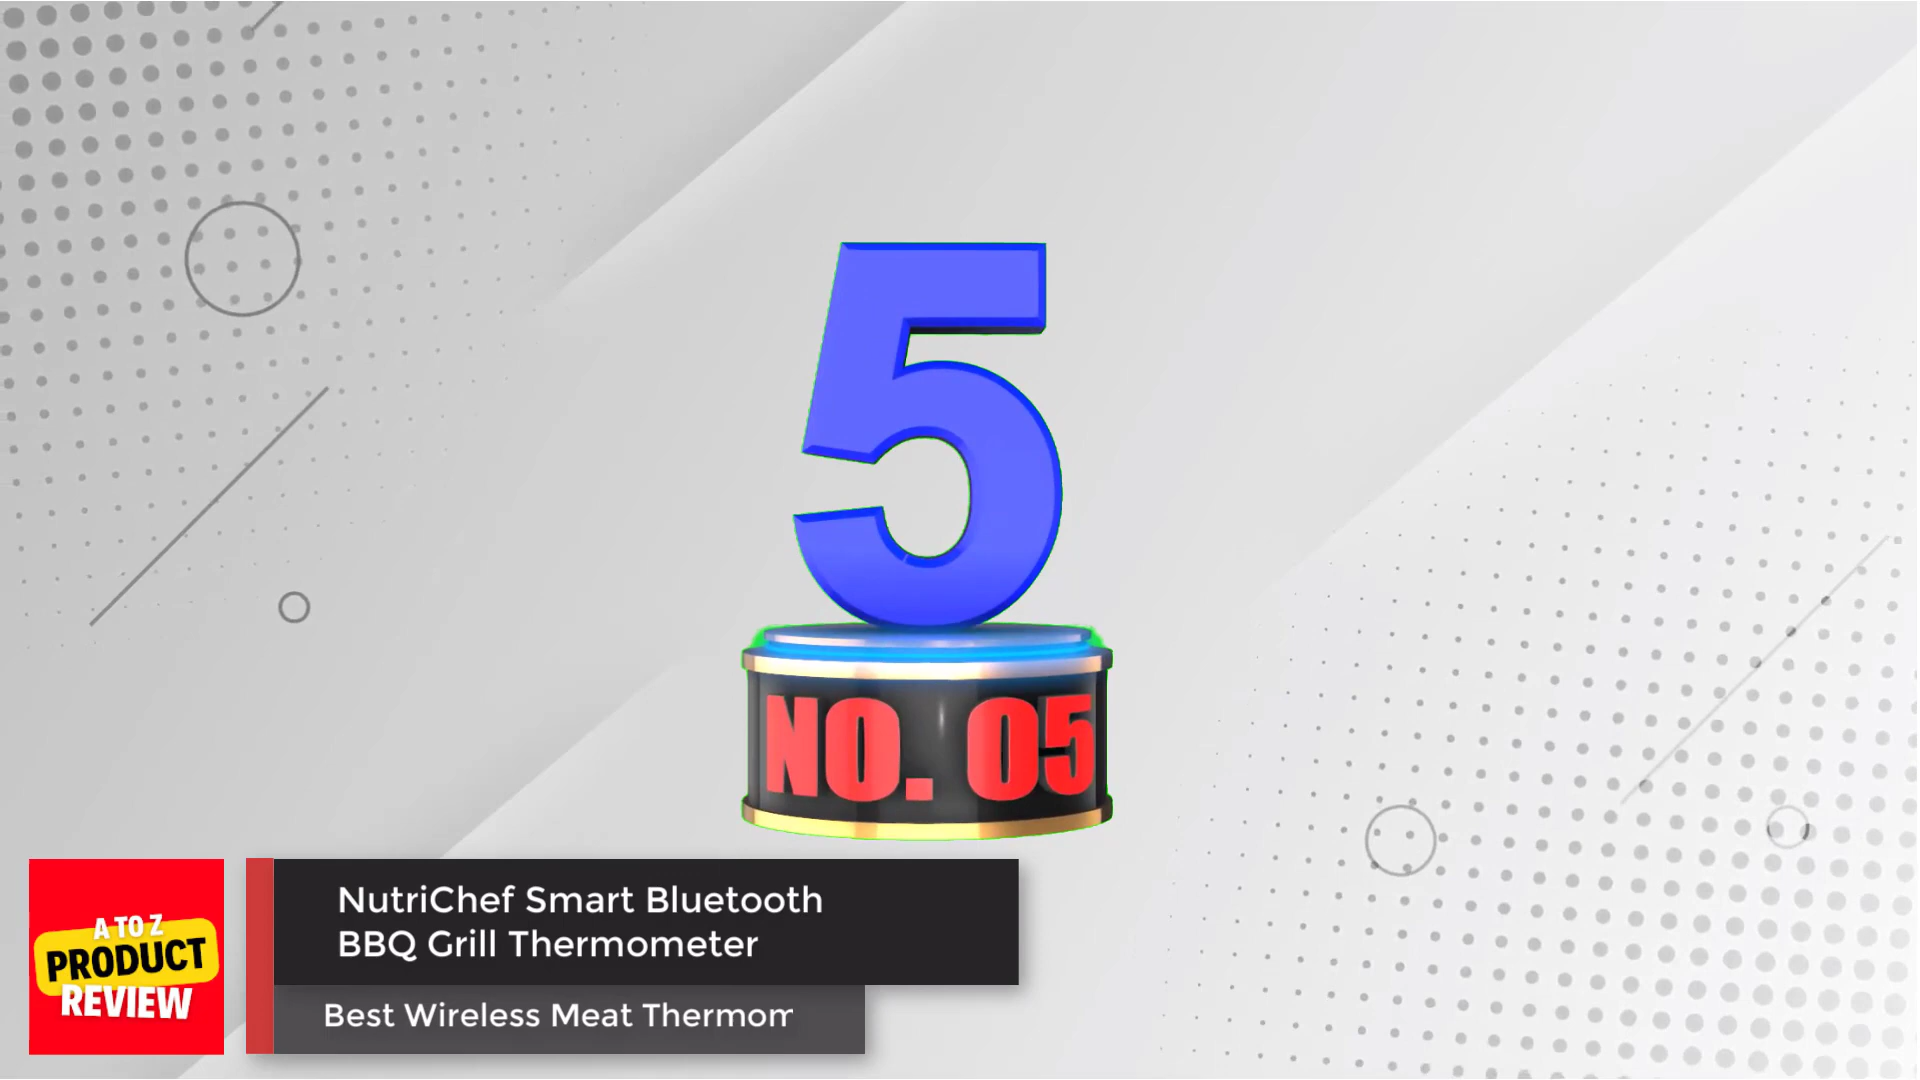 5
NO. 05
NutriChef Smart Bluetooth
BBQ Grill Thermometer
Best Wireless Meat Thermom
A TO Z
PRODUCT
REVIEW